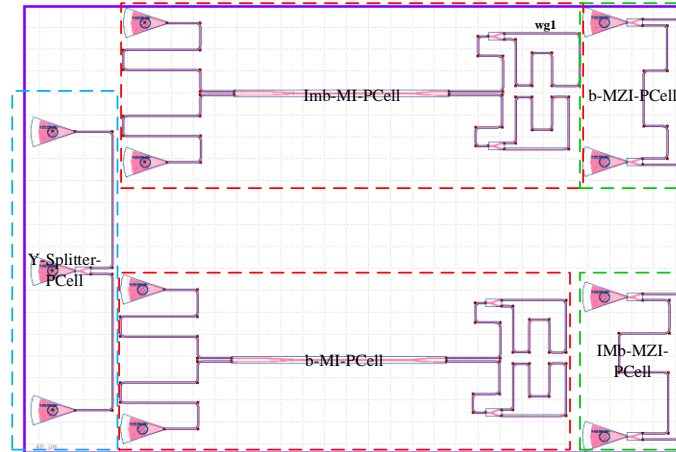 wg1
Imb-MI-PCell
b-MZI-PCell
Y-Splitter-
PCell
b-MI-PCell
IMb-MZI-
PCell